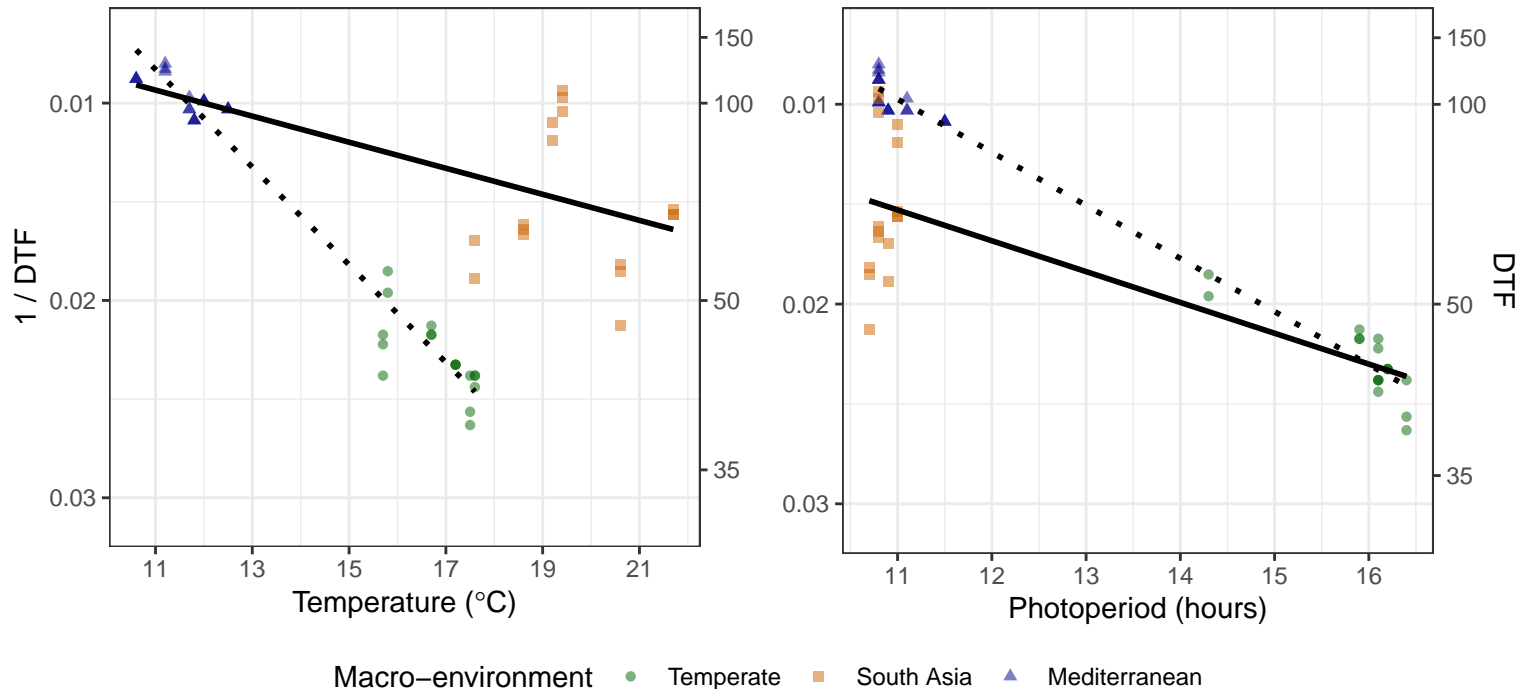 1 / DTF
0.01
0.02
0.03
150
100
50
35
11 13 15 17 19 21
Temperature (°C)
0.01
0.02
0.03
150
100
50
35
DTF
11 12 13 14 15 16
Photoperiod (hours)
Macro−environment Temperate South Asia Mediterranean